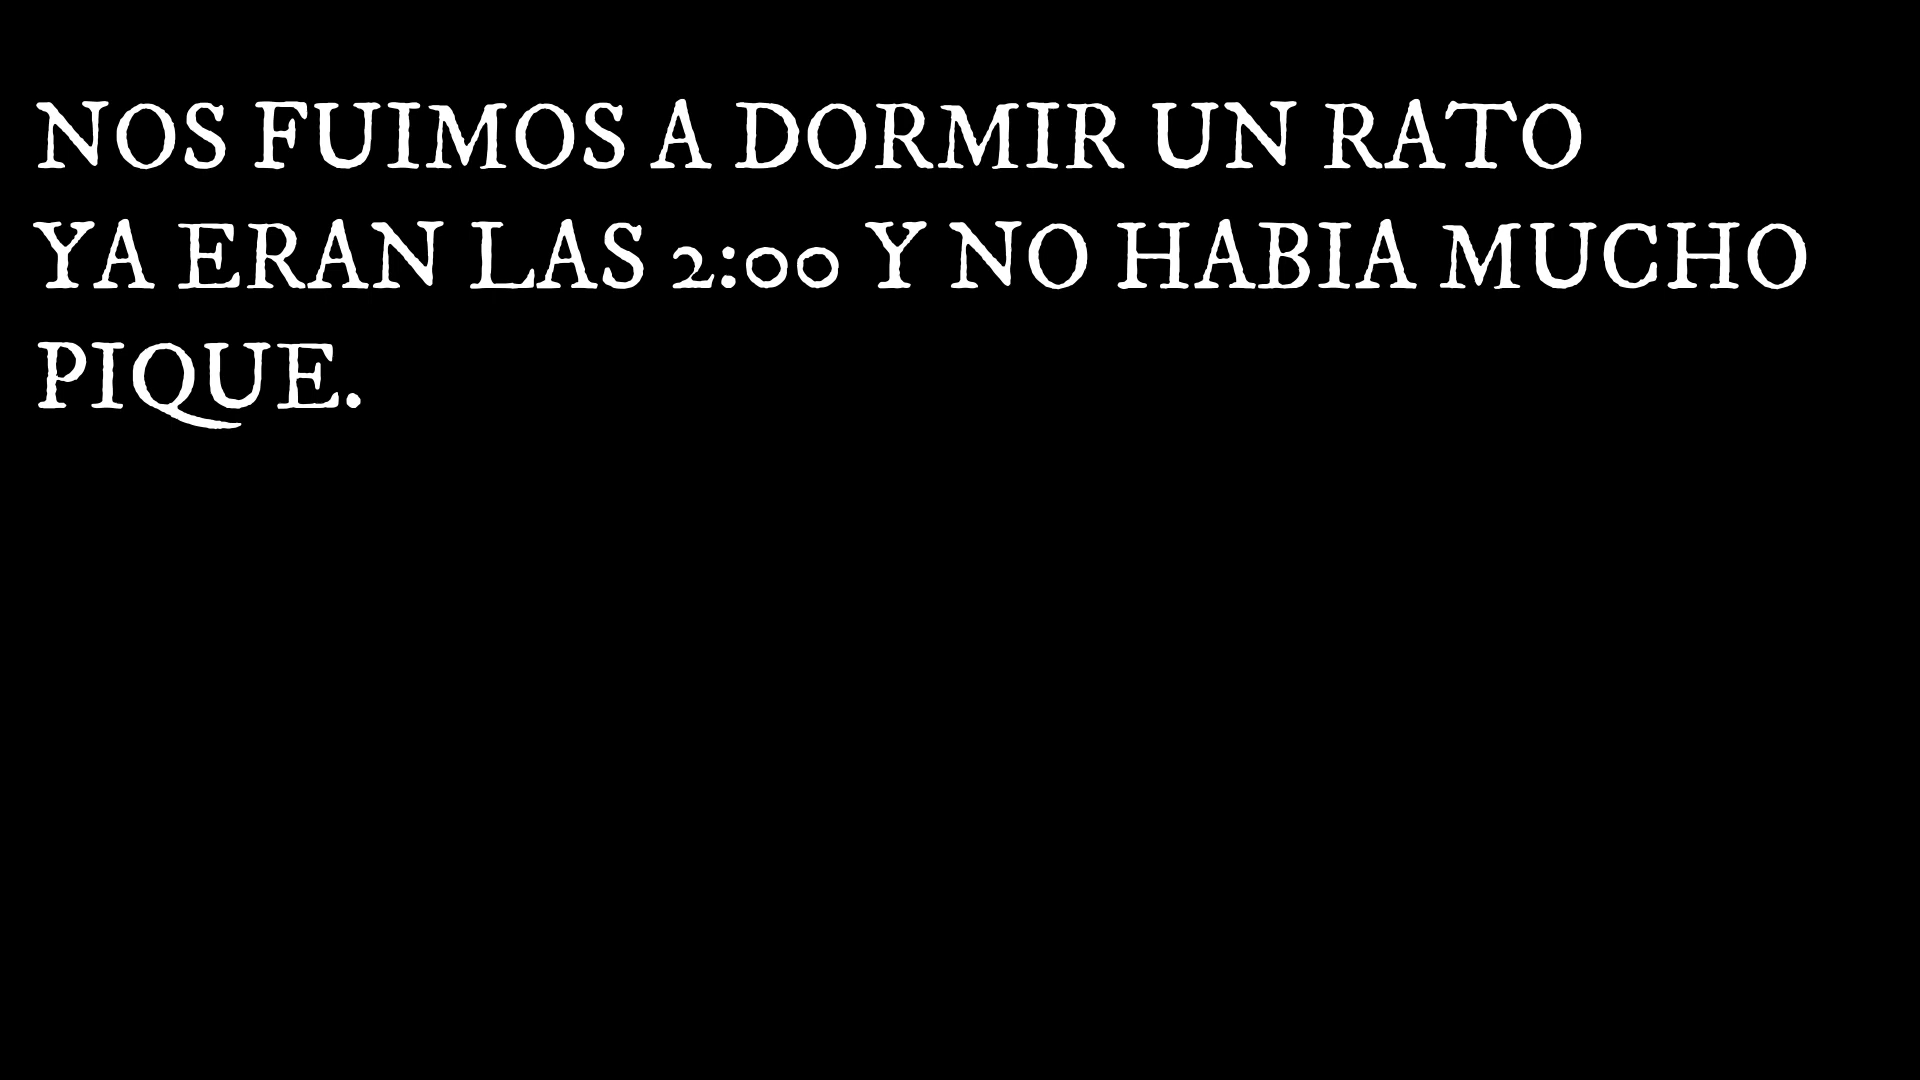 NOS FUIMOS A DORMIR UN RATO
YA ERAN LAS 2:00 Y NO HABIA MUCHO
PIQUE.